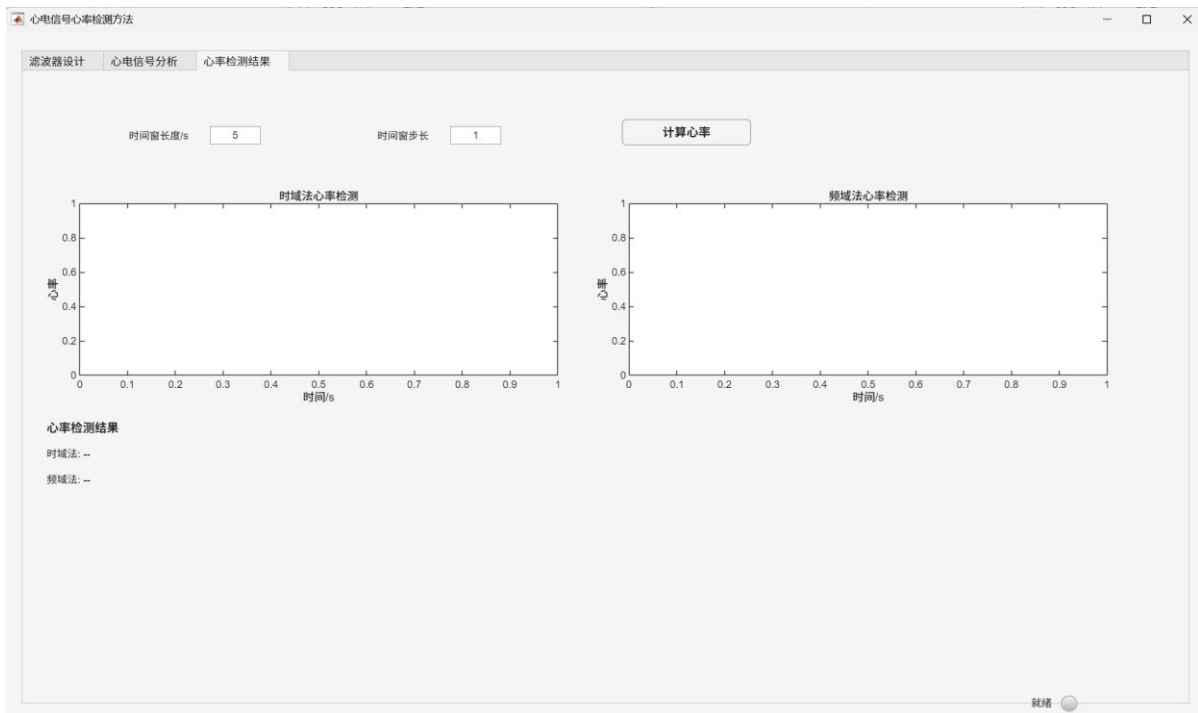 心电信号心率检测方法
滤波器设计 心电信号分析 心率检测结果
时间窗长度/s 5 时间窗步长 1 计算心率
时域法心率检测
1
0.8
0.6
0.4
0.2
0
心率
0 0.1 0.2 0.3 0.4 0.5 0.6 0.7 0.8 0.9 1
时间/s
频域法心率检测
1
0.8
0.6
0.4
0.2
0
心率
0 0.1 0.2 0.3 0.4 0.5 0.6 0.7 0.8 0.9 1
时间/s
心率检测结果
时域法: --
频域法: --
就绪